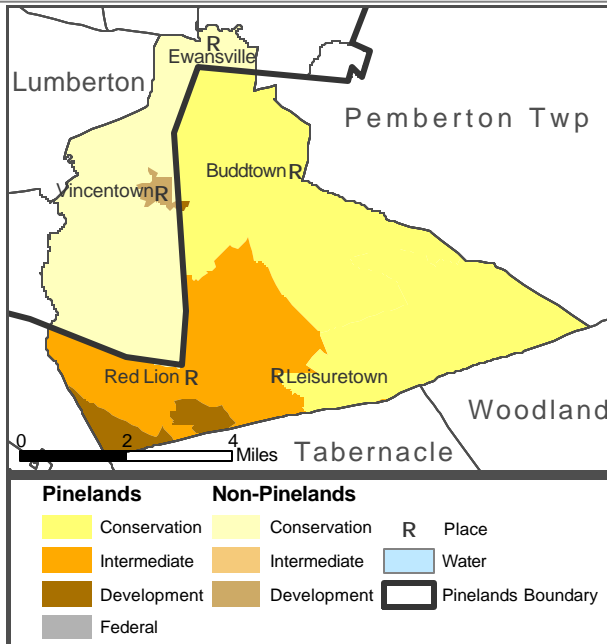 Ewansville
R
Lumberton
Pemberton Twp
Buddtown R
Vincentown R
Red Lion R
R Leisuretown
Woodland
Tabernacle
0 2 4
Miles
Pinelands Non-Pinelands
Conservation Conservation R Place
Intermediate Intermediate Water
Development Development Pinelands Boundary
Federal